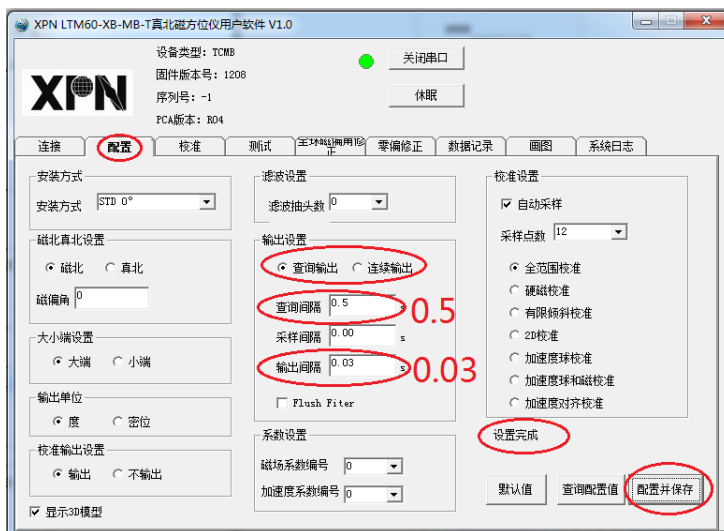 XPN LTM60-XB-MB-T真北磁方位仪用户软件 V1.0
设备类型: TCMB
固件版本号: 1208
序列号: -1
PCA版本: R04
XPN
关闭串口
休眠
连接 配置 校准 测试 全球磁偏角修正 零偏修正 数据记录 画图 系统日志
安装方式
安装方式 STD 0°
磁北真北设置
磁北 真北
磁偏角 0
大小端设置
大端 小端
输出单位
度 密位
校准输出设置
输出 不输出
显示3D模型
滤波设置
滤波抽头数 0
输出设置
查询输出 连续输出
查询间隔 0.5 s 0.5
采样间隔 0.00 s
输出间隔 0.03 s 0.03
Flush Fiter
系数设置
磁场系数编号 0
加速度系数编号 0
校准设置
自动采样
采样点数 12
全范围校准
硬磁校准
有限倾斜校准
2D校准
加速度球校准
加速度球和磁校准
加速度对齐校准
设置完成
默认值 查询配置值 配置并保存